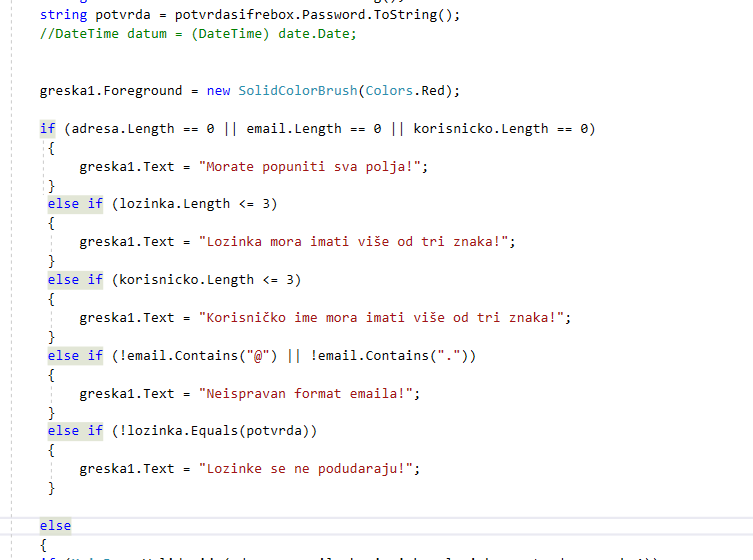 string potvrda = potvrdasifrebox.Password.ToString();
//DateTime datum = (DateTime) date.Date;
greska1.Foreground = new SolidColorBrush(Colors.Red);
if (adresa.Length == 0 || email.Length == 0 || korisnicko.Length == 0)
{
greska1.Text = "Morate popuniti sva polja!";
}
else if (lozinka.Length <= 3)
{
greska1.Text = "Lozinka mora imati više od tri znaka!";
}
else if (korisnicko.Length <= 3)
{
greska1.Text = "Korisničko ime mora imati više od tri znaka!";
}
else if (!email.Contains("@") || !email.Contains("."))
{
greska1.Text = "Neispravan format emaila!";
}
else if (!lozinka.Equals(potvrda))
{
greska1.Text = "Lozinke se ne podudaraju!";
}
else
{